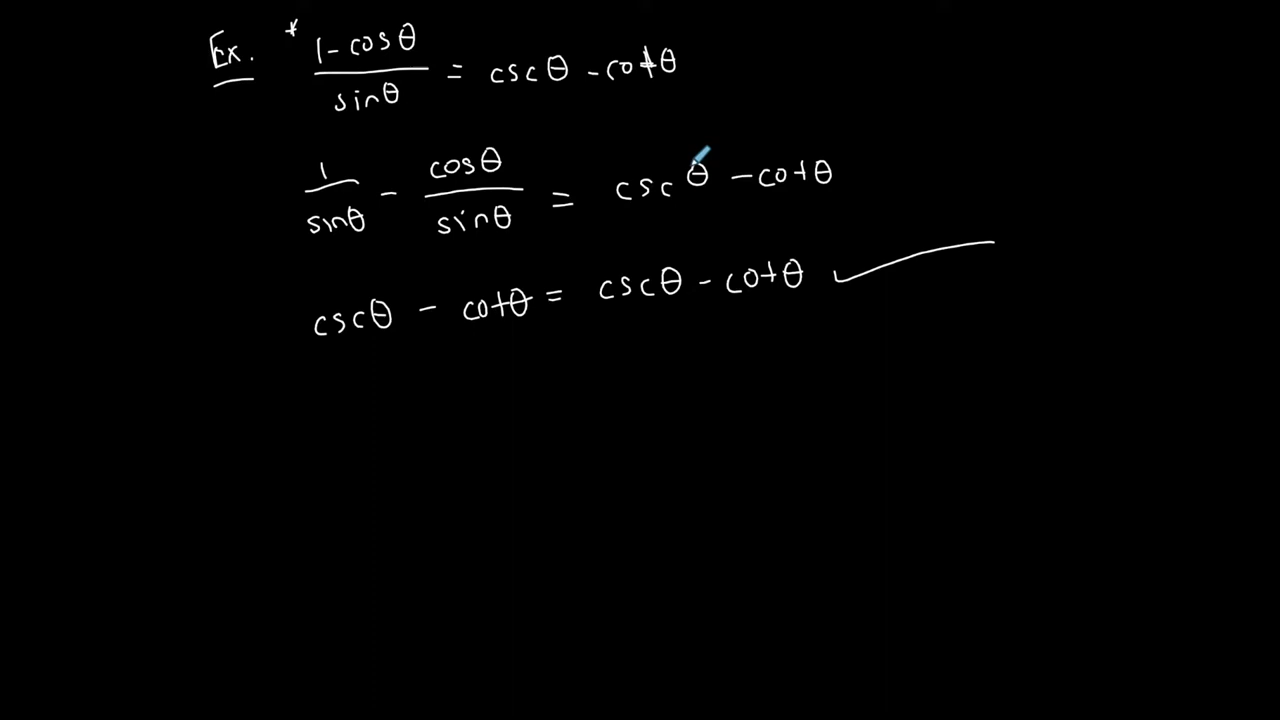 Ex. * (1 - cosθ)/sinθ = cscθ - cotθ
1/sinθ - cosθ/sinθ = cscθ - cotθ
cscθ - cotθ = cscθ - cotθ ✓